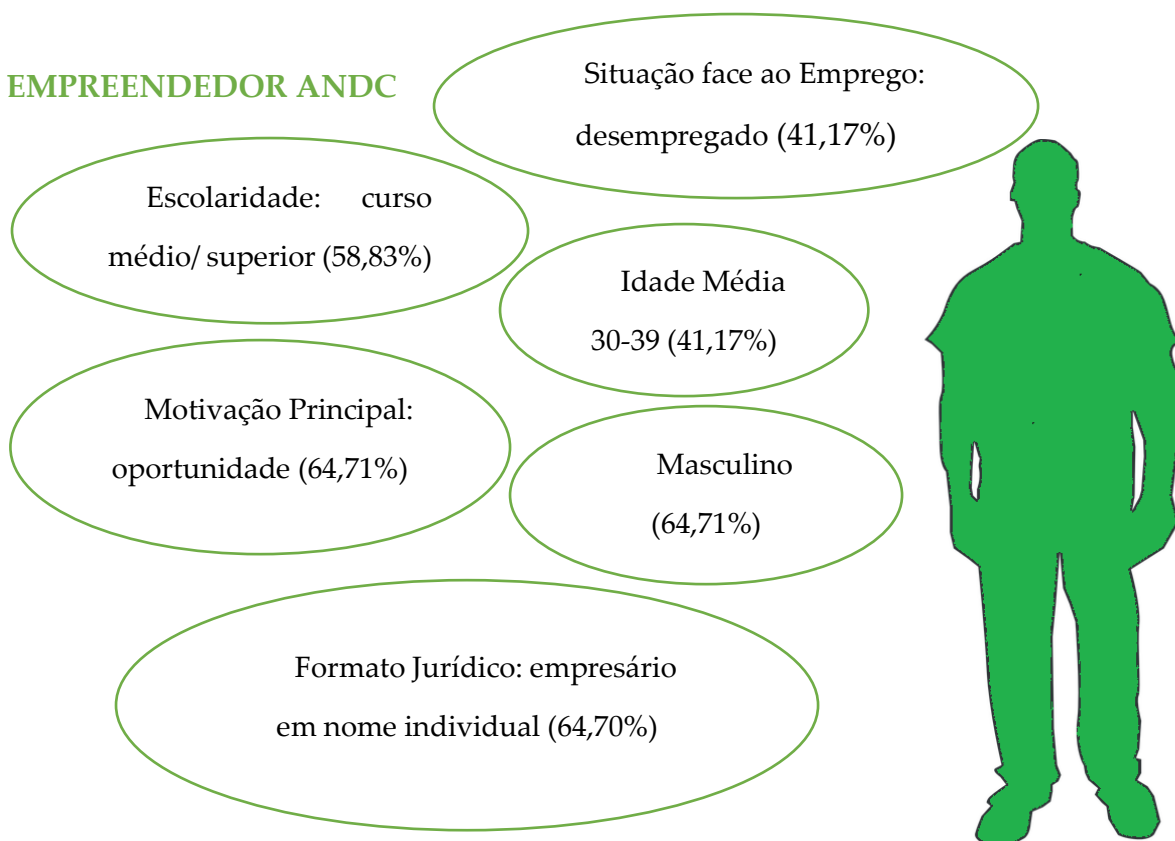 EMPREENDEDOR ANDC
Situação face ao Emprego:
desempregado (41,17%)
Escolaridade: curso
médio/ superior (58,83%)
Idade Média
30-39 (41,17%)
Motivação Principal:
oportunidade (64,71%)
Masculino
(64,71%)
Formato Jurídico: empresário
em nome individual (64,70%)